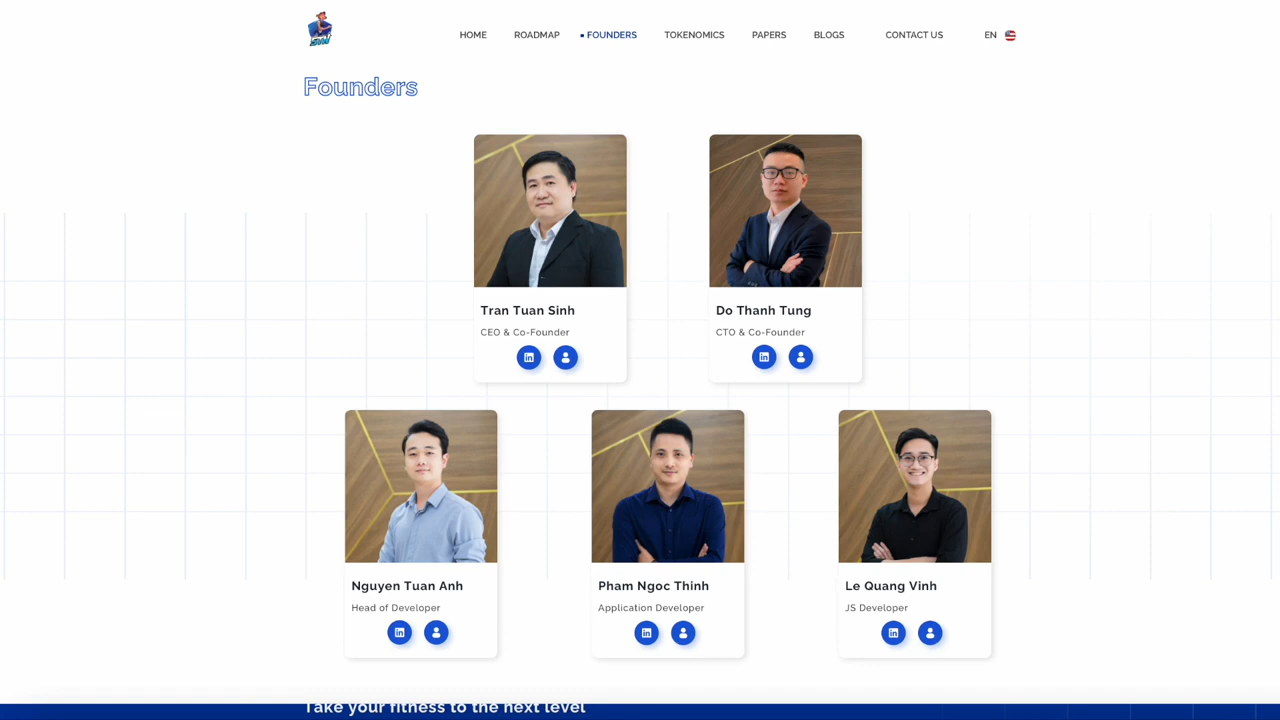 HOME ROADMAP • FOUNDERS TOKENOMICS PAPERS BLOGS CONTACT US EN
Founders
Tran Tuan Sinh
CEO & Co-Founder
Do Thanh Tung
CTO & Co-Founder
Nguyen Tuan Anh
Head of Developer
Pham Ngoc Thinh
Application Developer
Le Quang Vinh
JS Developer
Take your fitness to the next level